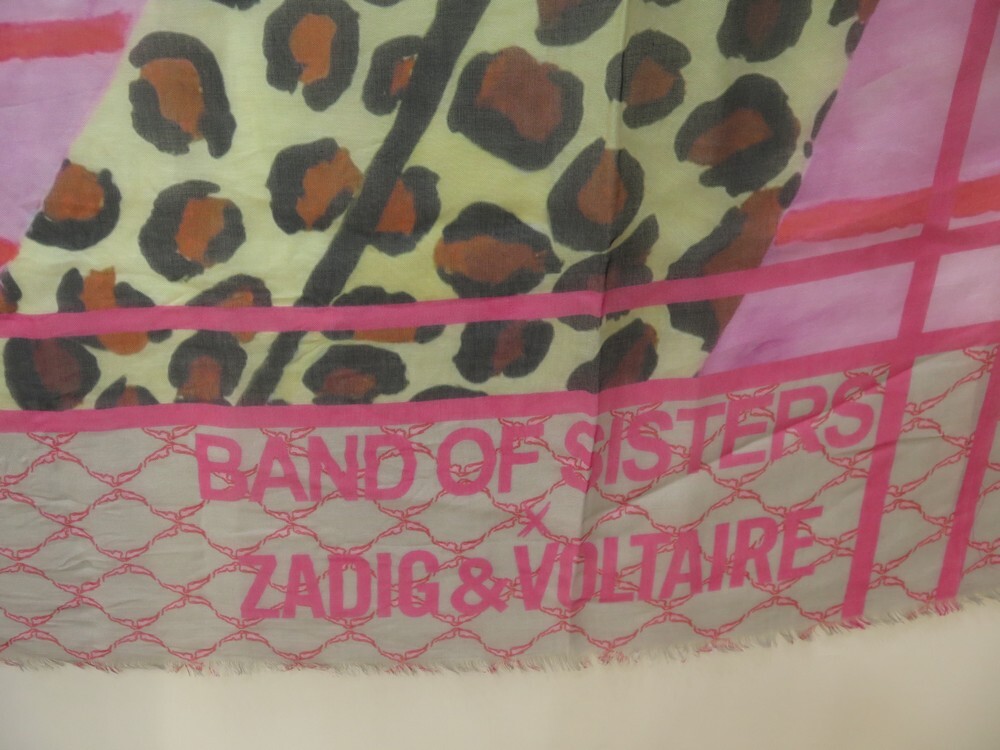 BAND OF SISTERS
x
ZADIG & VOLTAIRE